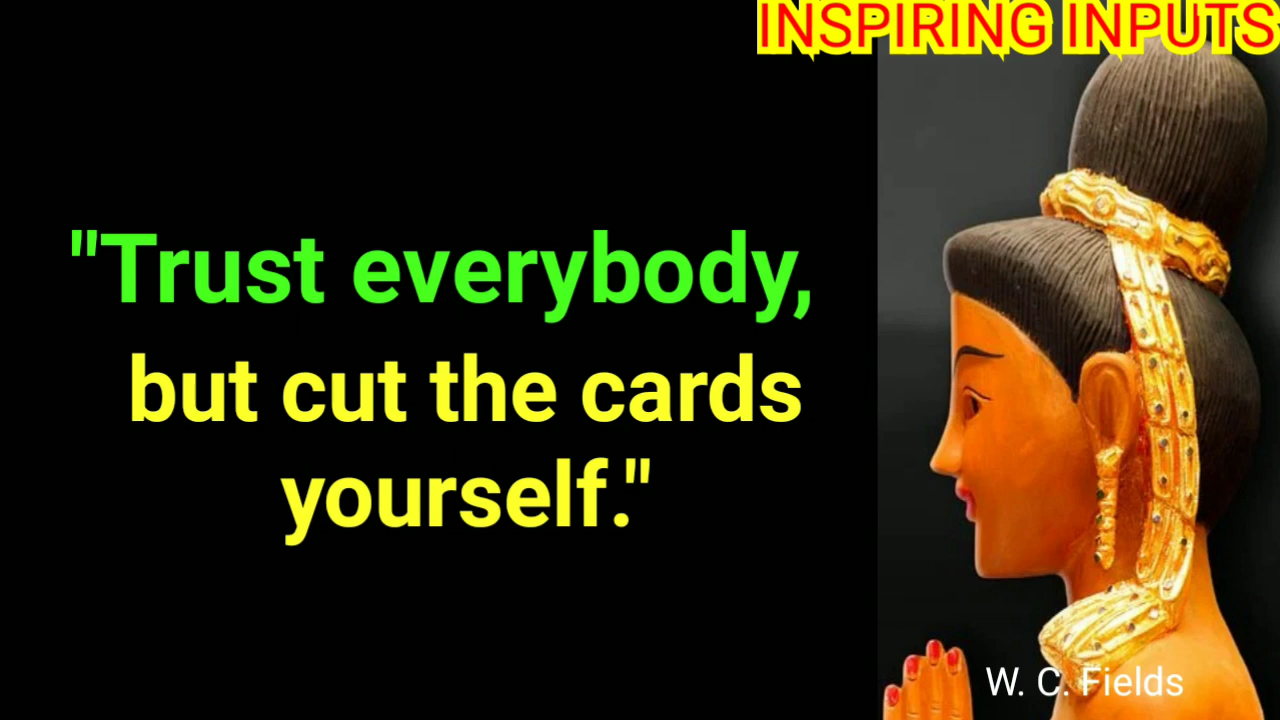 INSPIRING INPUTS
"Trust everybody,
but cut the cards
yourself."
W. C. Fields